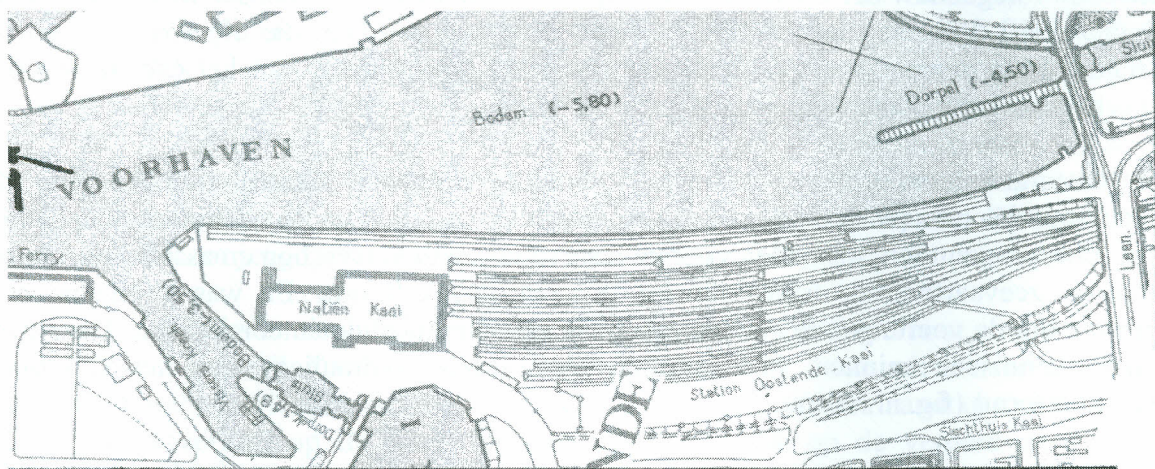 Bodem (-5,80)
Dorpel (-4,50)
VOORHAVEN
Ferry
Natiën Kaai
Bodem (-3,50)
Station Oostende-Kaai
Leen.
NDE
Slachthuis Kaai